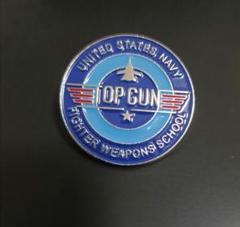 UNITED STATES NAVY
TOP GUN
FIGHTER WEAPONS SCHOOL